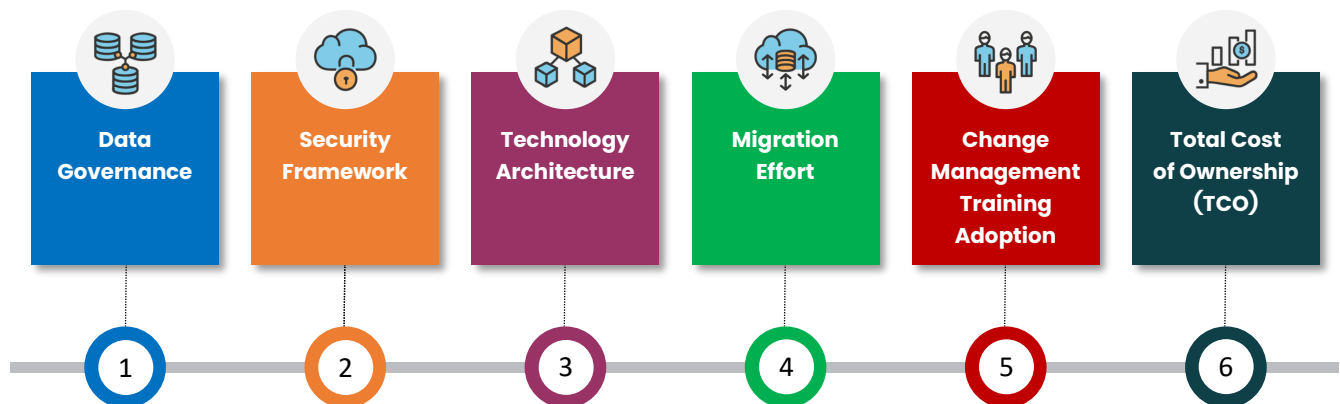 Data
Governance
Security
Framework
Technology
Architecture
Migration
Effort
Change
Management
Training
Adoption
Total Cost
of Ownership
(TCO)
$
1
2
3
4
5
6